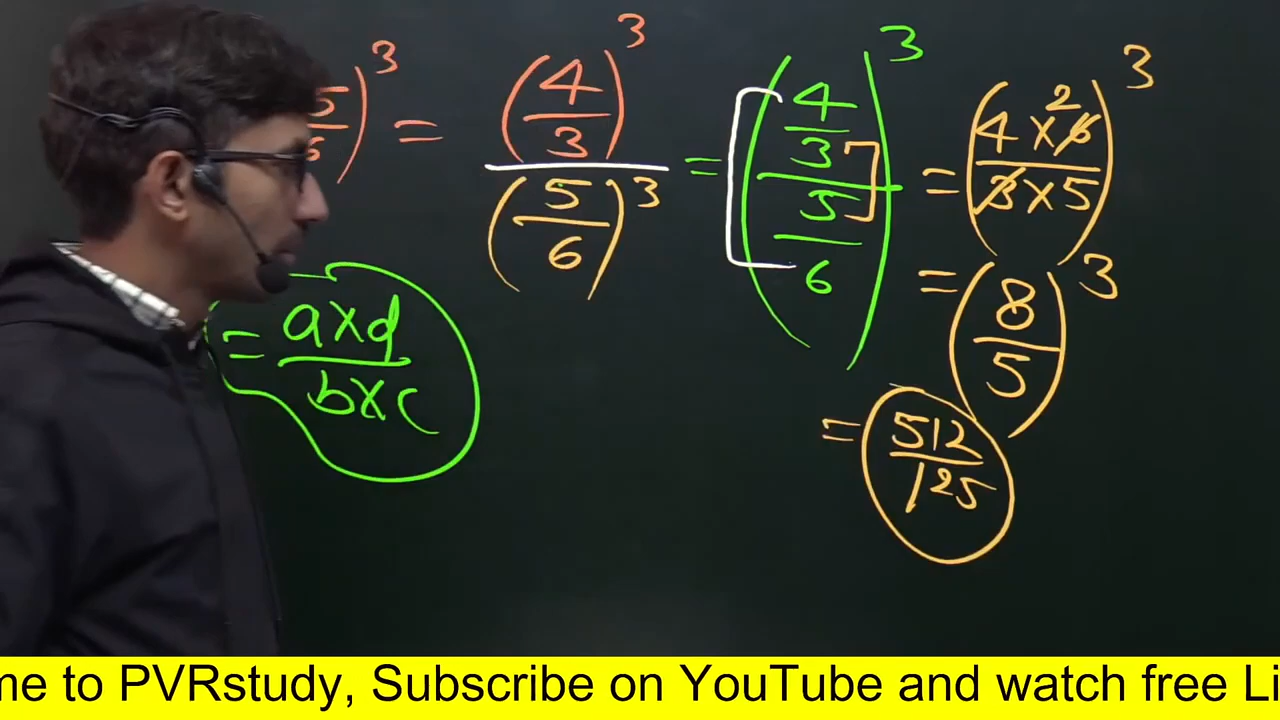 5/6)³ = (4/3)³ / (5/6)³ = ((4/3) / (5/6))³ = (4 × 6 2 / 3 × 5)³
= (8/5)³
= a×d / b×c
= 512/125
me to PVRstudy, Subscribe on YouTube and watch free Li